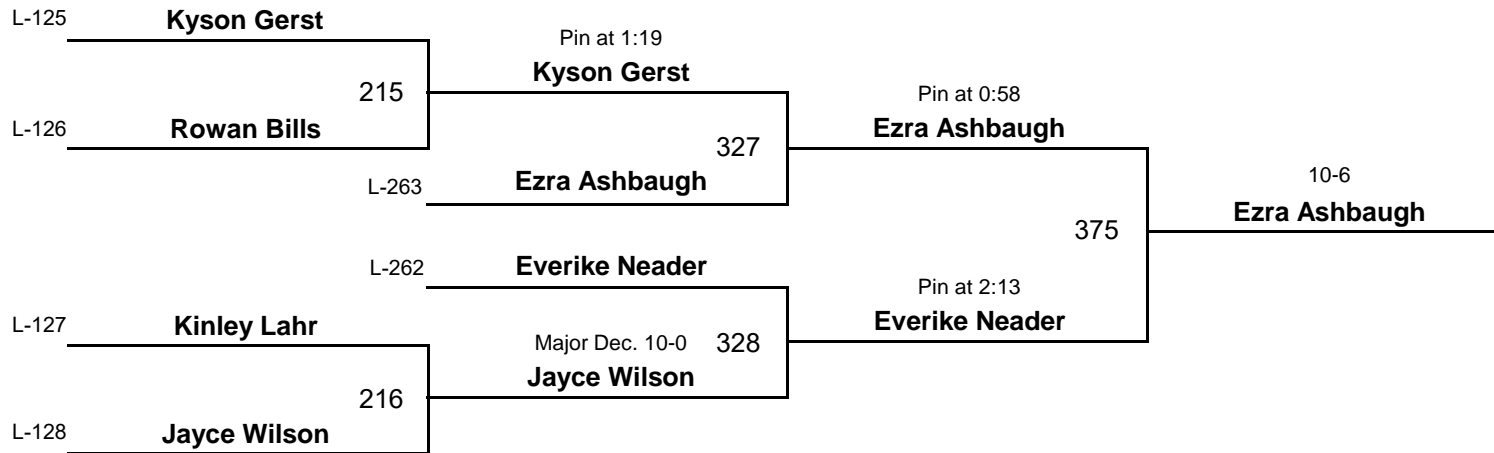 L-125 Kyson Gerst
Pin at 1:19
Kyson Gerst
215
Pin at 0:58
L-126 Rowan Bills
Ezra Ashbaugh
327
L-263 Ezra Ashbaugh
10-6
Ezra Ashbaugh
375
L-262 Everike Neader
Pin at 2:13
L-127 Kinley Lahr
Everike Neader
Major Dec. 10-0 328
Jayce Wilson
216
L-128 Jayce Wilson